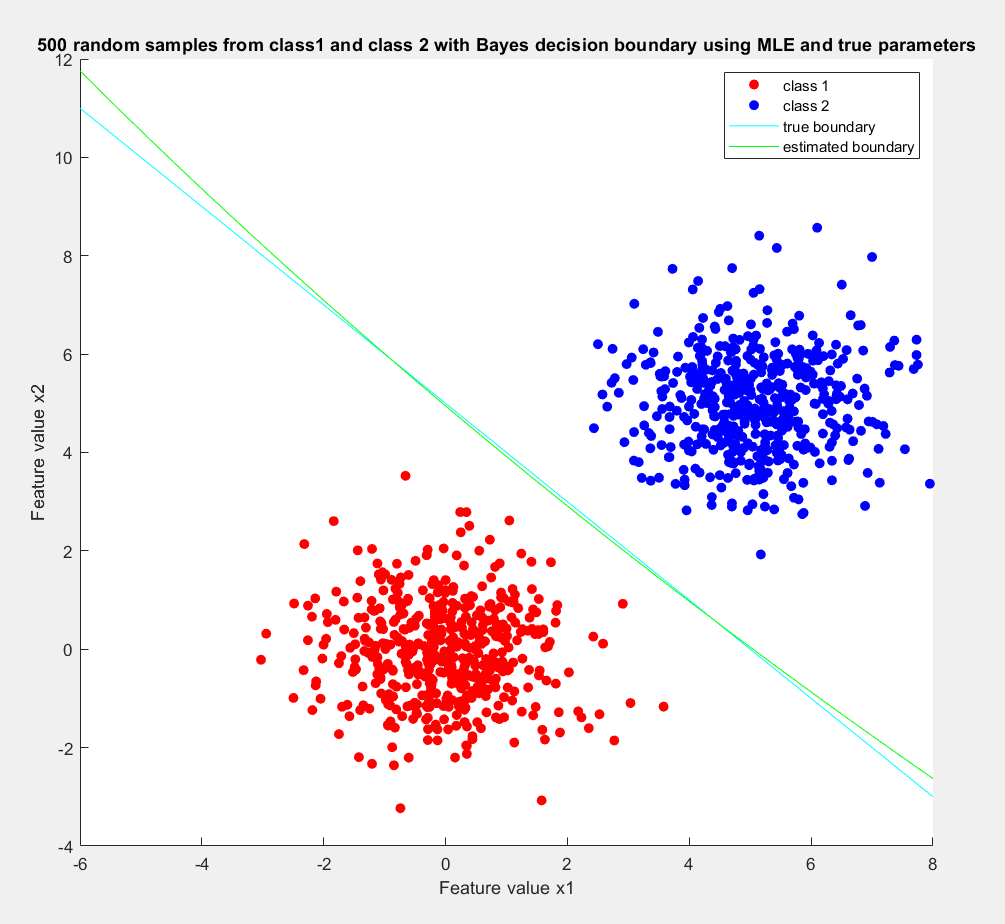 500 random samples from class1 and class 2 with Bayes decision boundary using MLE and true parameters
class 1
class 2
true boundary
estimated boundary
12
10
8
6
4
2
0
-2
-4
Feature value x2
-6 -4 -2 0 2 4 6 8
Feature value x1